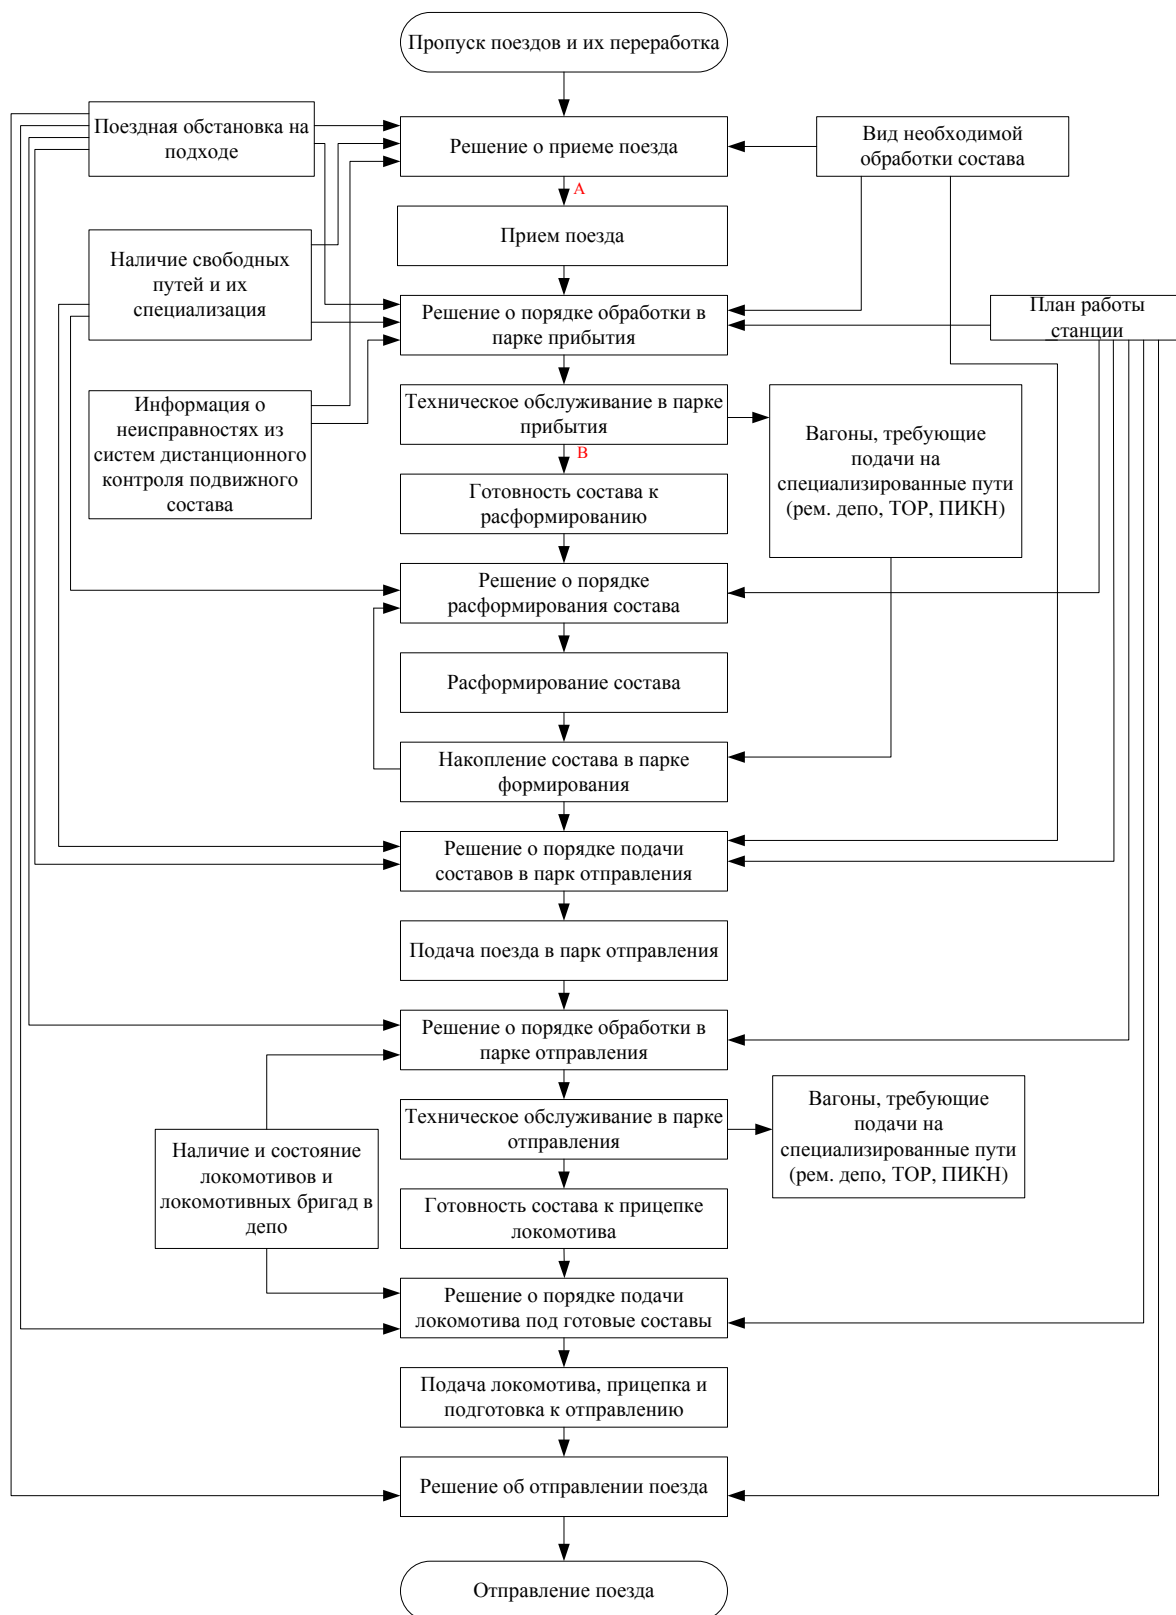 Пропуск поездов и их переработка
Поездная обстановка на
подходе
Решение о приеме поезда
Вид необходимой
обработки состава
A
Прием поезда
Наличие свободных
путей и их
специализация
Решение о порядке обработки в
парке прибытия
План работы
станции
Информация о
неисправностях из
систем дистанционного
контроля подвижного
состава
Техническое обслуживание в парке
прибытия
Вагоны, требующие
подачи на
специализированные пути
(рем. депо, ТОР, ПИКН)
B
Готовность состава к
расформированию
Решение о порядке
расформирования состава
Расформирование состава
Накопление состава в парке
формирования
Решение о порядке подачи
составов в парк отправления
Подача поезда в парк отправления
Решение о порядке обработки в
парке отправления
Техническое обслуживание в парке
отправления
Вагоны, требующие
подачи на
специализированные пути
(рем. депо, ТОР, ПИКН)
Наличие и состояние
локомотивов и
локомотивных бригад в
депо
Готовность состава к прицепке
локомотива
Решение о порядке подачи
локомотива под готовые составы
Подача локомотива, прицепка и
подготовка к отправлению
Решение об отправлении поезда
Отправление поезда